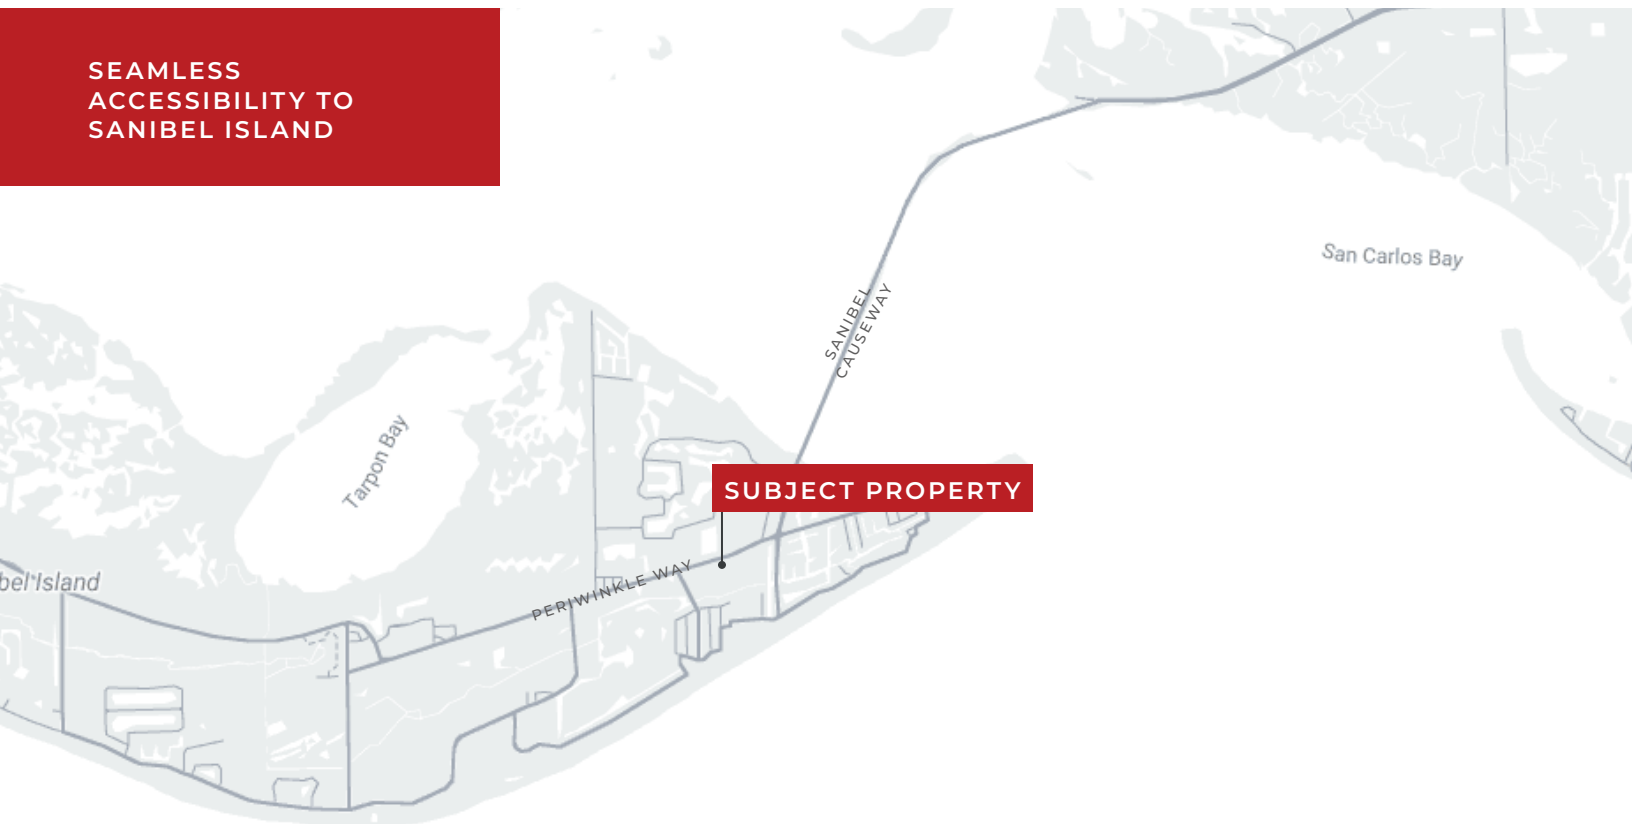 SEAMLESS
ACCESSIBILITY TO
SANIBEL ISLAND
San Carlos Bay
SANIBEL
CAUSEWAY
Tarpon Bay
SUBJECT PROPERTY
PERIWINKLE WAY
bel Island